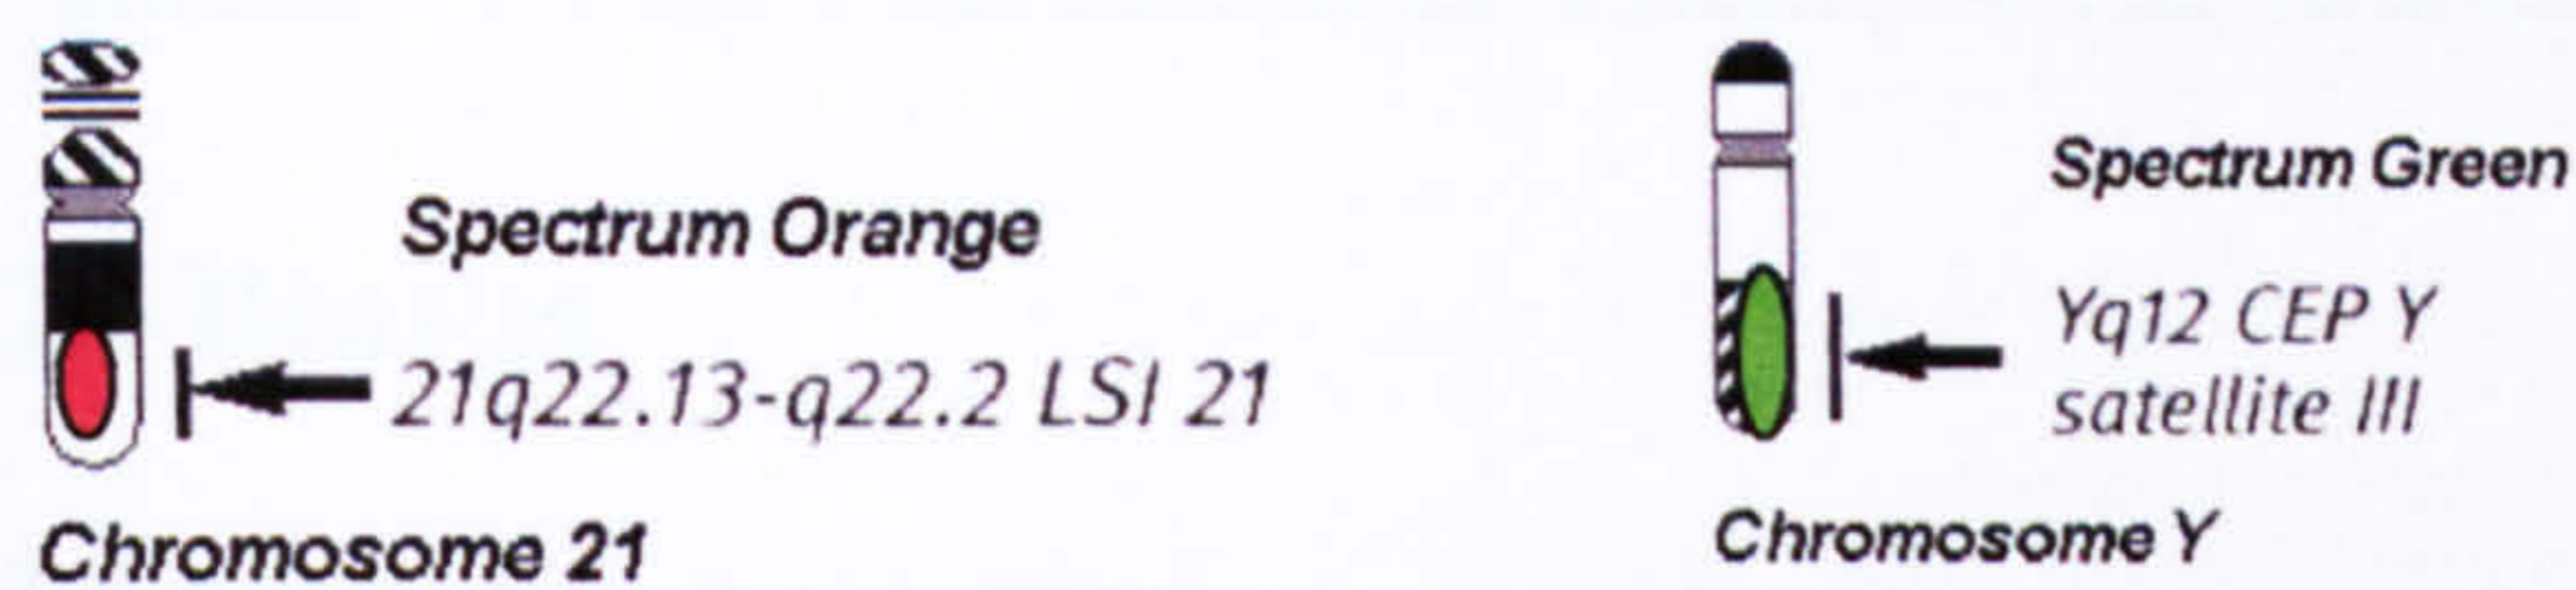 Spectrum Orange
21q22.13-q22.2 LSI 21
Chromosome 21
Spectrum Green
Yq12 CEP Y
satellite III
Chromosome Y